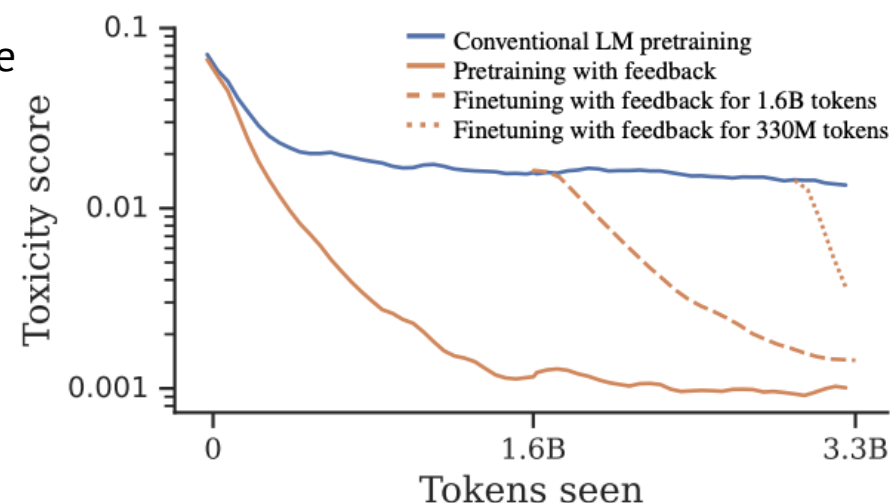 e
0.1
Conventional LM pretraining
Pretraining with feedback
Finetuning with feedback for 1.6B tokens
Finetuning with feedback for 330M tokens
0.01
0.001
Toxicity score
0
1.6B
3.3B
Tokens seen